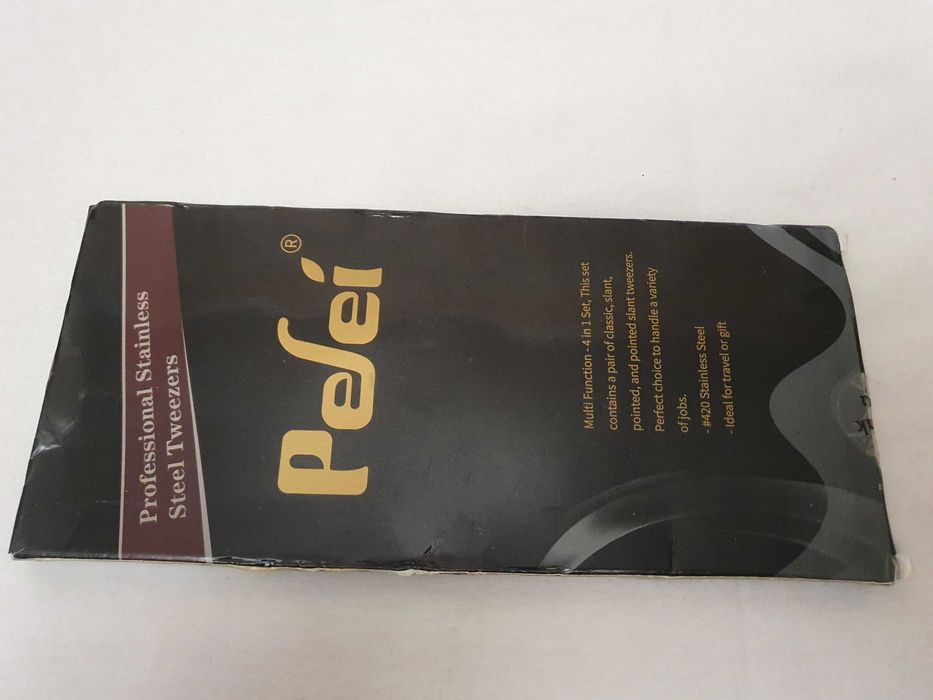 Professional Stainless
Steel Tweezers
Pesei®
Multi Function - 4 in 1 Set, This set
contains a pair of classic, slant,
pointed, and pointed slant tweezers.
Perfect choice to handle a variety
of jobs.
- #420 Stainless Steel
- Ideal for travel or gift